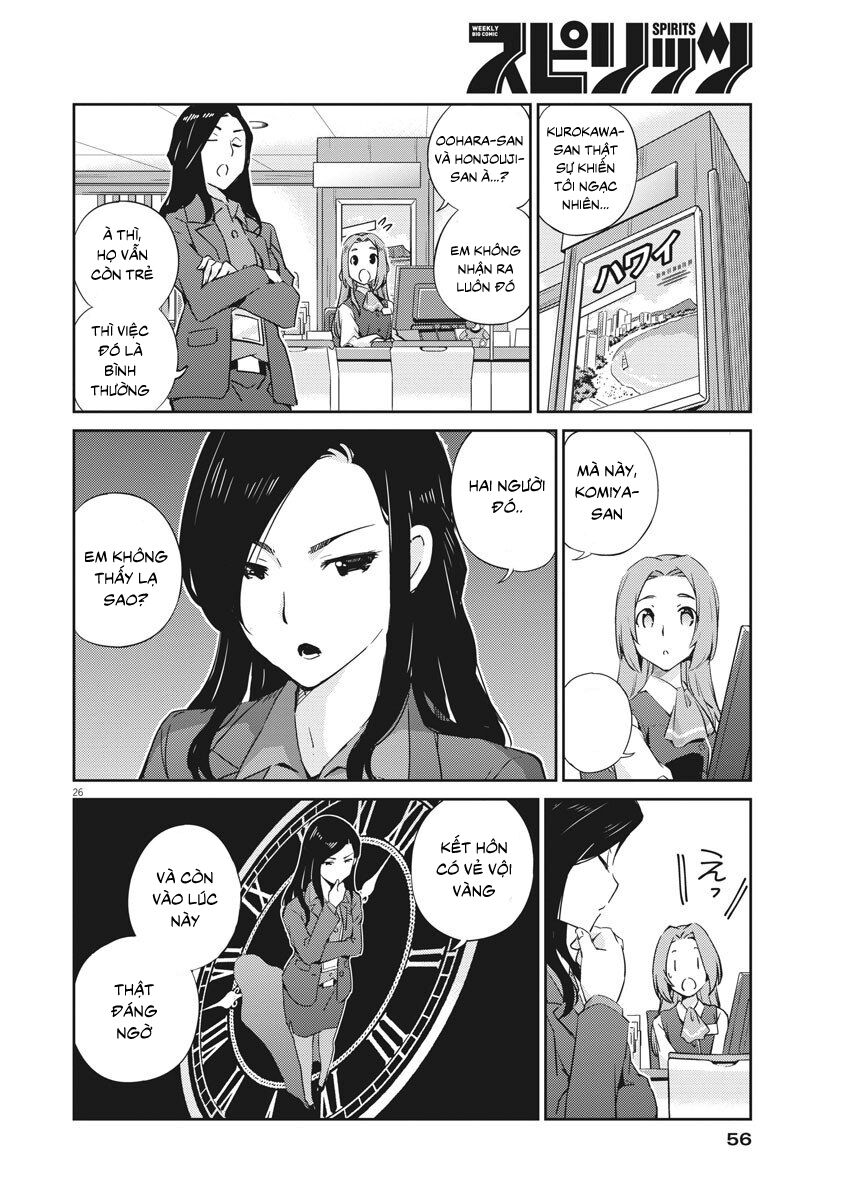 WEEKLY
BIG COMIC
SPIRITS
スピリッツ
KUROKAWA-
SAN THẬT
SỰ KHIẾN
TÔI NGẠC
NHIÊN...
ハワイ
OOHARA-SAN
VÀ HONJOUJI-
SAN À...?
EM KHÔNG
NHẬN RA
LUÔN ĐÓ
À THÌ,
HỌ VẪN
CÒN TRẺ
THÌ VIỆC
ĐÓ LÀ
BÌNH
THƯỜNG
MÀ NÀY,
KOMIYA-
SAN
HAI NGƯỜI
ĐÓ..
EM KHÔNG
THẤY LẠ
SAO?
えっ
KẾT HÔN
CÓ VẺ VỘI
VÀNG
VÀ CÒN
VÀO LÚC
NÀY
THẬT
ĐÁNG
NGỜ
26
56